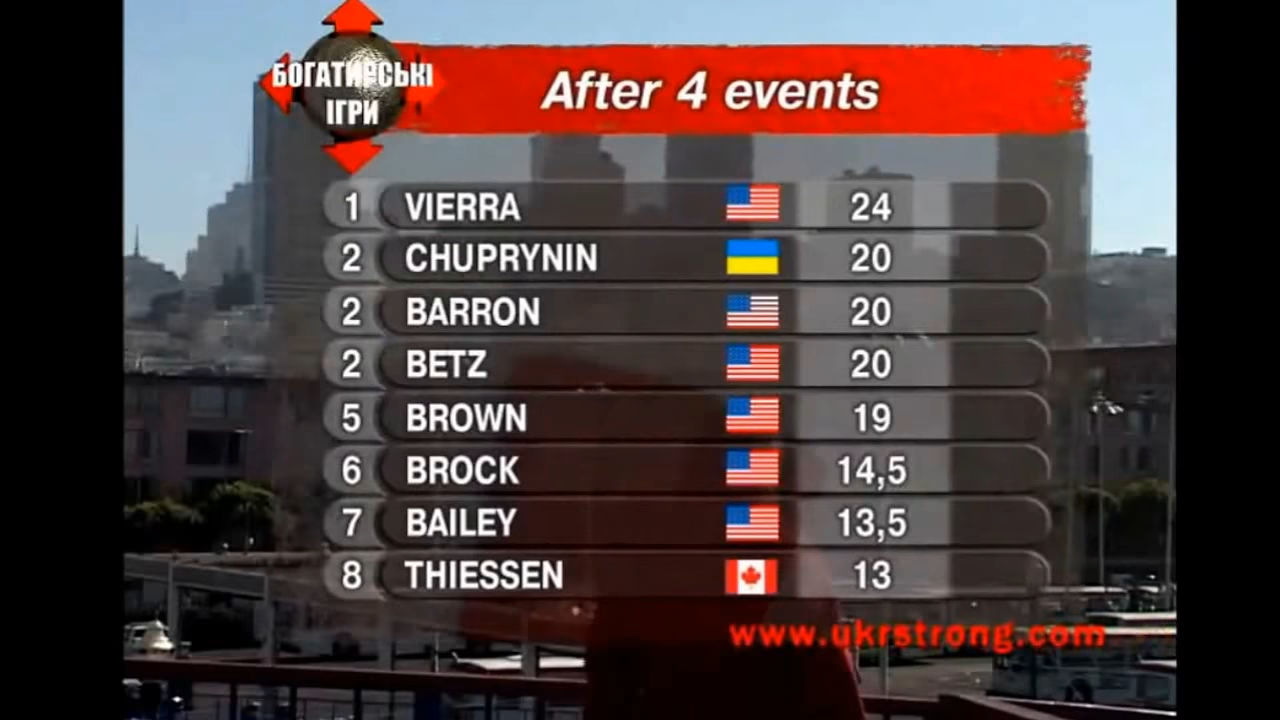 БОГАТИРСЬКІ
ІГРИ
After 4 events
1 VIERRA 24
2 CHUPRYNIN 20
2 BARRON 20
2 BETZ 20
5 BROWN 19
6 BROCK 14,5
7 BAILEY 13,5
8 THIESSEN 13
www.ukrstrong.com